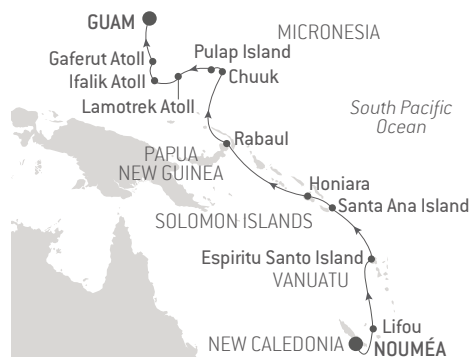 GUAM
MICRONESIA
Pulap Island
Gaferut Atoll
Chuuk
Ifalik Atoll
Lamotrek Atoll
South Pacific
Ocean
Rabaul
PAPUA
NEW GUINEA
Honiara
Santa Ana Island
SOLOMON ISLANDS
Espiritu Santo Island
VANUATU
Lifou
NEW CALEDONIA
NOUMÉA